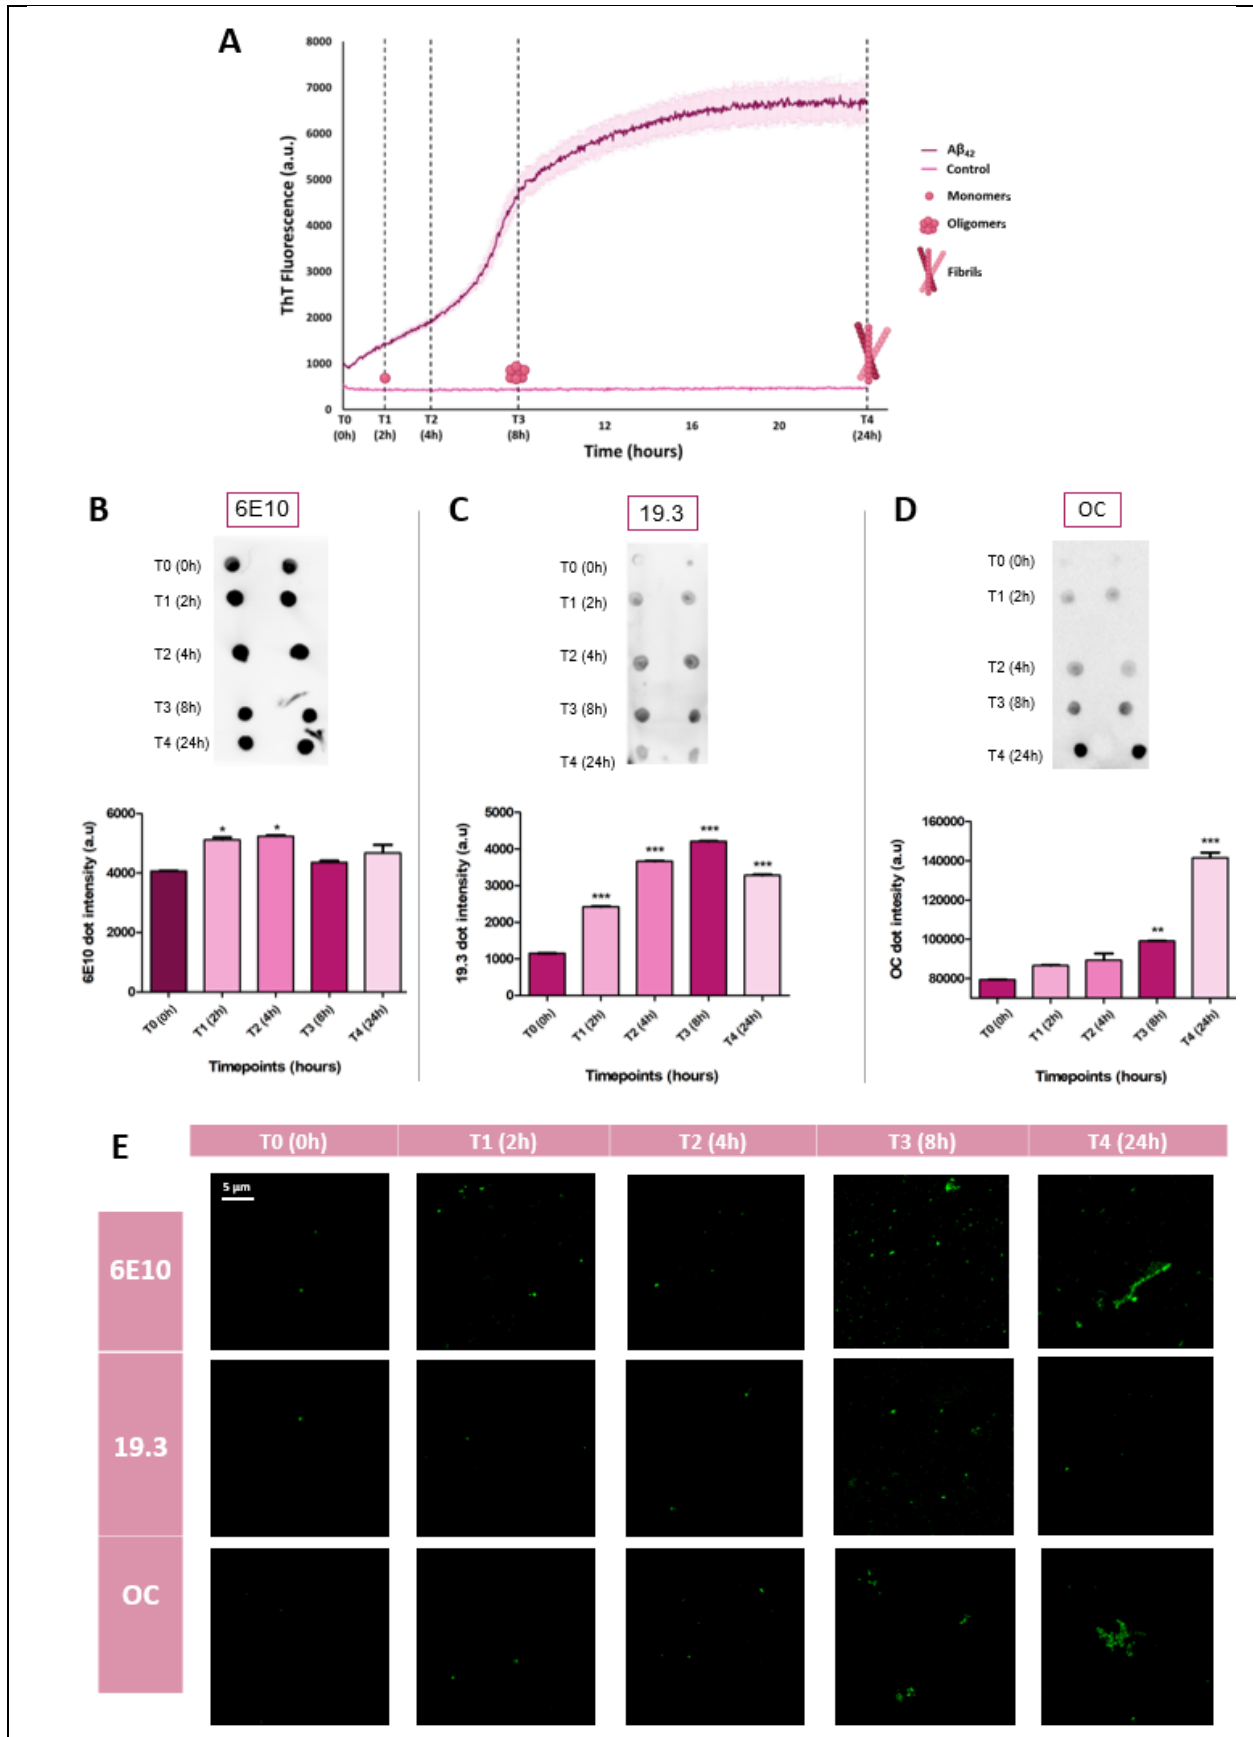 A
8000
7000
6000
5000
4000
3000
2000
1000
0
ThT Fluorescence (a.u.)
T0 T1 T2 T3 12 16 20 T4
(0h) (2h) (4h) (8h) (24h)
Time (hours)
Aβ42
Control
Monomers
Oligomers
Fibrils
B
6E10
T0 (0h)
T1 (2h)
T2 (4h)
T3 (8h)
T4 (24h)
6000
4000
2000
0
* *
6E10 dot intensity (a.u)
T0 (0h) T1 (2h) T2 (4h) T3 (8h) T4 (24h)
Timepoints (hours)
C
19.3
T0 (0h)
T1 (2h)
T2 (4h)
T3 (8h)
T4 (24h)
5000
4000
3000
2000
1000
0
*** *** *** ***
19.3 dot intensity (a.u)
T0 (0h) T1 (2h) T2 (4h) T3 (8h) T4 (24h)
Timepoints (hours)
D
OC
T0 (0h)
T1 (2h)
T2 (4h)
T3 (8h)
T4 (24h)
160000
140000
120000
100000
80000
** ***
OC dot intesity (a.u)
T0 (0h) T1 (2h) T2 (4h) T3 (8h) T4 (24h)
Timepoints (hours)
E
T0 (0h) T1 (2h) T2 (4h) T3 (8h) T4 (24h)
5 μm
6E10
19.3
OC